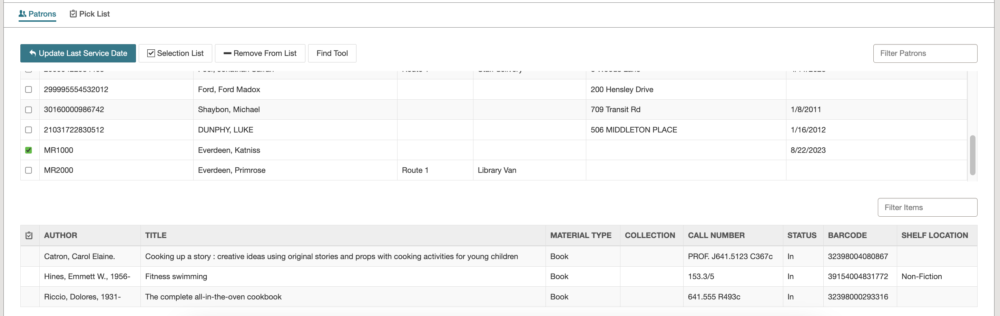 Patrons Pick List
Update Last Service Date Selection List Remove From List Find Tool Filter Patrons
299995554532012 Ford, Ford Madox 200 Hensley Drive
30160000986742 Shaybon, Michael 709 Transit Rd 1/8/2011
21031722830512 DUNPHY, LUKE 506 MIDDLETON PLACE 1/16/2012
MR1000 Everdeen, Katniss 8/22/2023
MR2000 Everdeen, Primrose Route 1 Library Van
Filter Items
AUTHOR TITLE MATERIAL TYPE COLLECTION CALL NUMBER STATUS BARCODE SHELF LOCATION
Catron, Carol Elaine. Cooking up a story : creative ideas using original stories and props with cooking activities for young children Book PROF. J641.5123 C367c In 32398004080867
Hines, Emmett W., 1956- Fitness swimming Book 153.3/5 In 39154004831772 Non-Fiction
Riccio, Dolores, 1931- The complete all-in-the-oven cookbook Book 641.555 R493c In 32398000293316